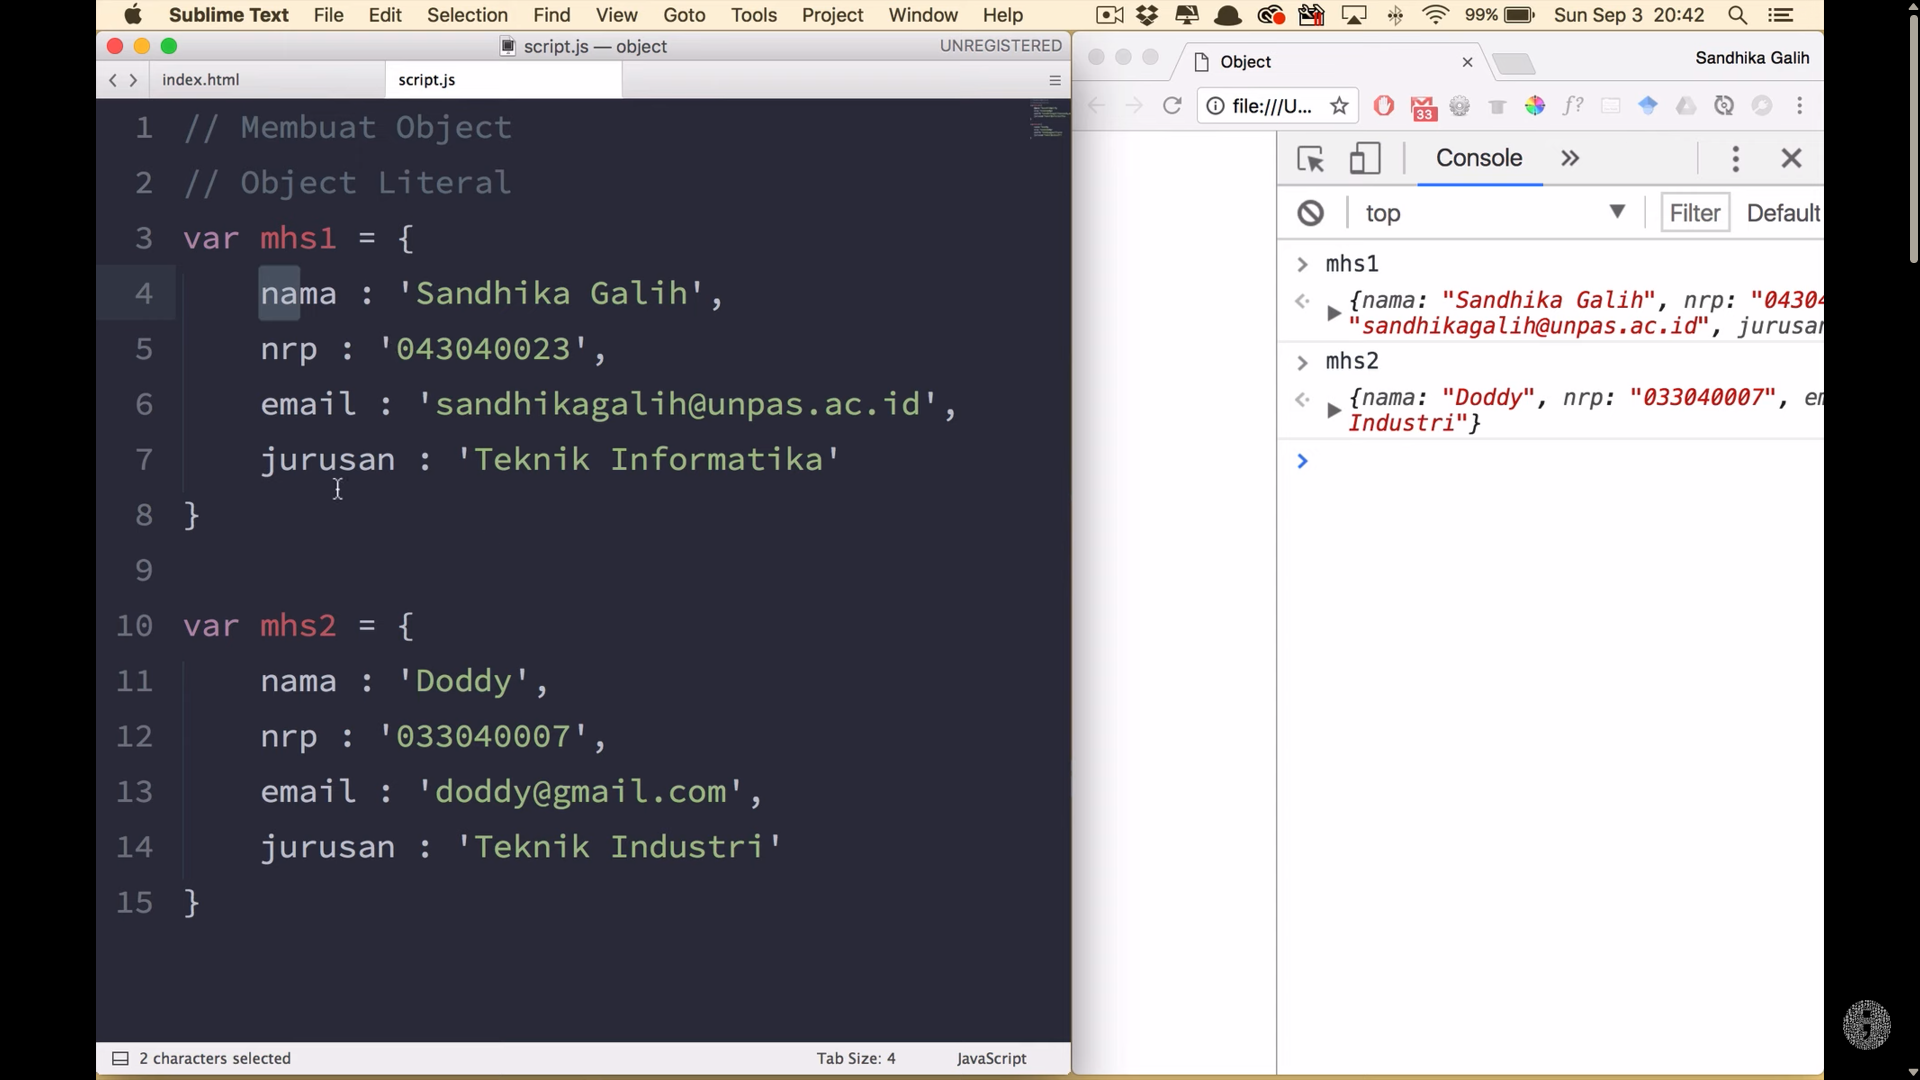 Sublime Text File Edit Selection Find View Goto Tools Project Window Help 99% Sun Sep 3 20:42
script.js — object UNREGISTERED
index.html script.js
1 // Membuat Object
2 // Object Literal
3 var mhs1 = {
4 nama : 'Sandhika Galih',
5 nrp : '043040023',
6 email : 'sandhikagalih@unpas.ac.id',
7 jurusan : 'Teknik Informatika'
8 }
9
10 var mhs2 = {
11 nama : 'Doddy',
12 nrp : '033040007',
13 email : 'doddy@gmail.com',
14 jurusan : 'Teknik Industri'
15 }
2 characters selected Tab Size: 4 JavaScript
Object Sandhika Galih
file:///U... 33 f?
Console
top Filter Default
mhs1
{nama: "Sandhika Galih", nrp: "0430
"sandhikagalih@unpas.ac.id", jurusan
mhs2
{nama: "Doddy", nrp: "033040007", em
Industri"}